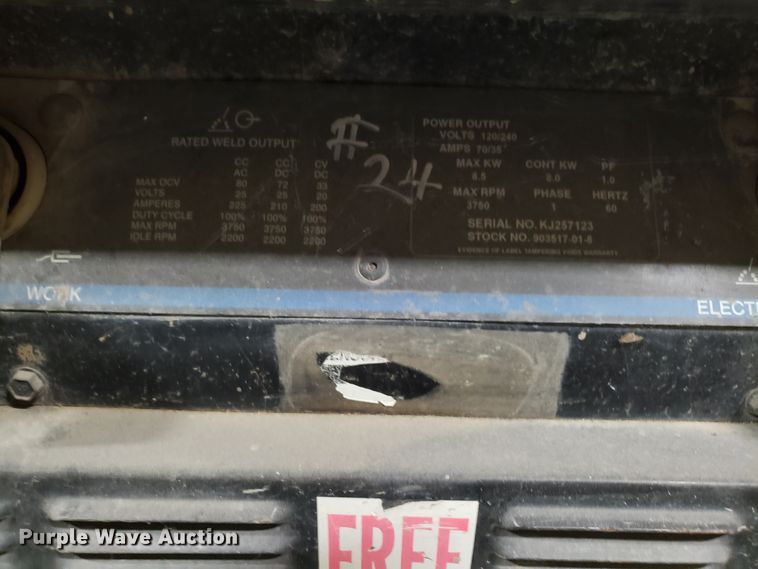 RATED WELD OUTPUT
CC CC CV
AC DC DC
MAX OCV 80 72 33
VOLTS 25 25 20
AMPERES 225 210 200
DUTY CYCLE 100% 100% 100%
MAX RPM 3750 3750 3750
IDLE RPM 2200 2200 2200
#
24
POWER OUTPUT
VOLTS 120/240
AMPS 70/35
MAX KW CONT KW PF
8.5 8.0 1.0
MAX RPM PHASE HERTZ
3750 1 60
SERIAL NO. KJ257123
STOCK NO. 903517-01-8
EVIDENCE OF LABEL TAMPERING VOIDS WARRANTY
WORK
ELECT
FREE
Purple Wave Auction